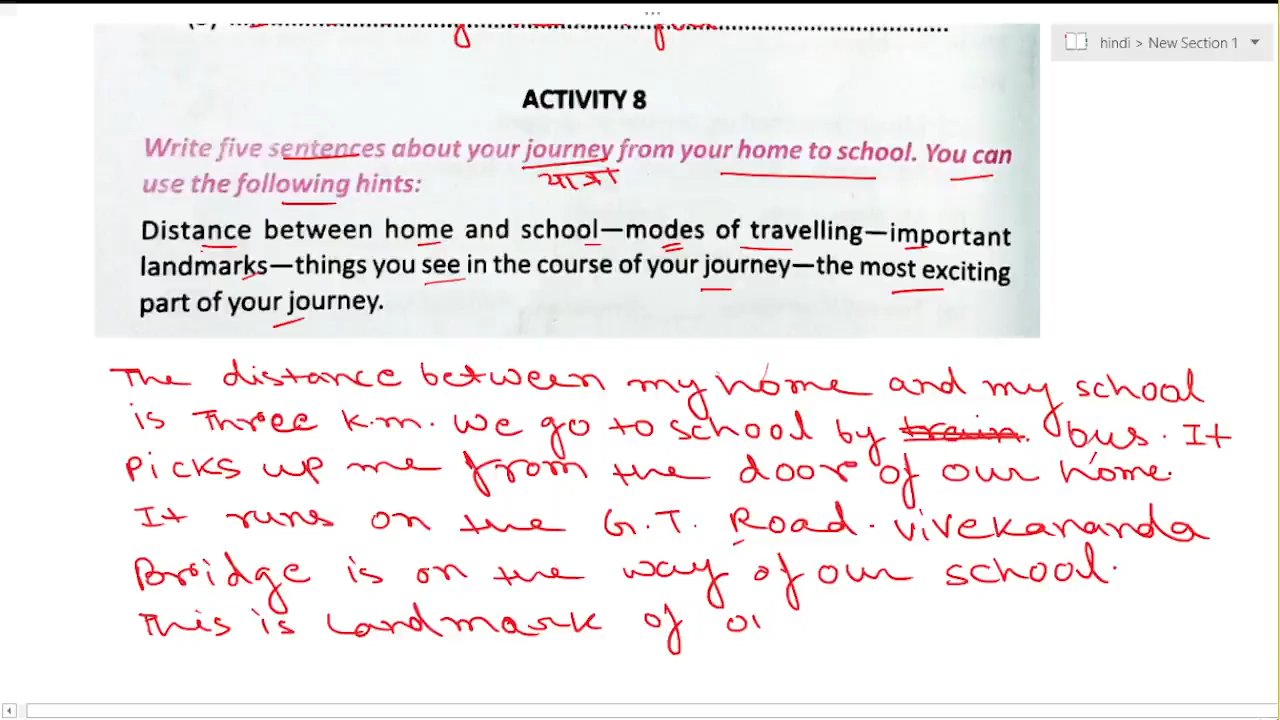 hindi > New Section 1
ACTIVITY 8
Write five sentences about your journey from your home to school. You can
यात्रा
use the following hints:
Distance between home and school—modes of travelling—important
landmarks—things you see in the course of your journey—the most exciting
part of your journey.
The distance between my home and my school
is Three K.m. We go to school by train. bus. It
picks up me from the door of our home.
It runs on the G.T. Road. Vivekananda
Bridge is on the way of our school.
This is Landmark of